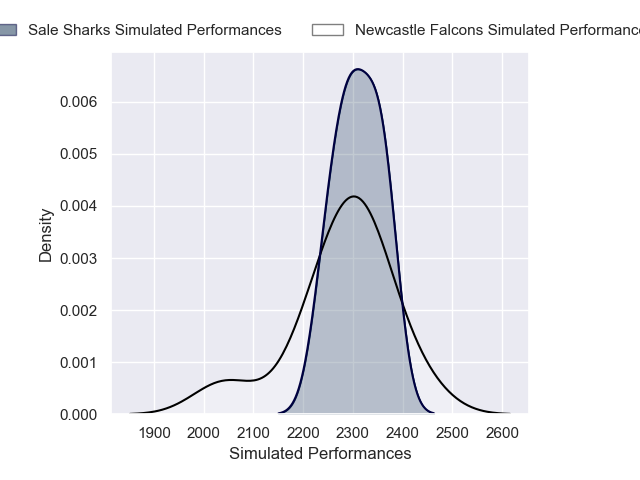 Sale Sharks Simulated Performances Newcastle Falcons Simulated Performance
0.006
0.005
0.004
0.003
0.002
0.001
0.000
Density
1900 2000 2100 2200 2300 2400 2500 2600
Simulated Performances